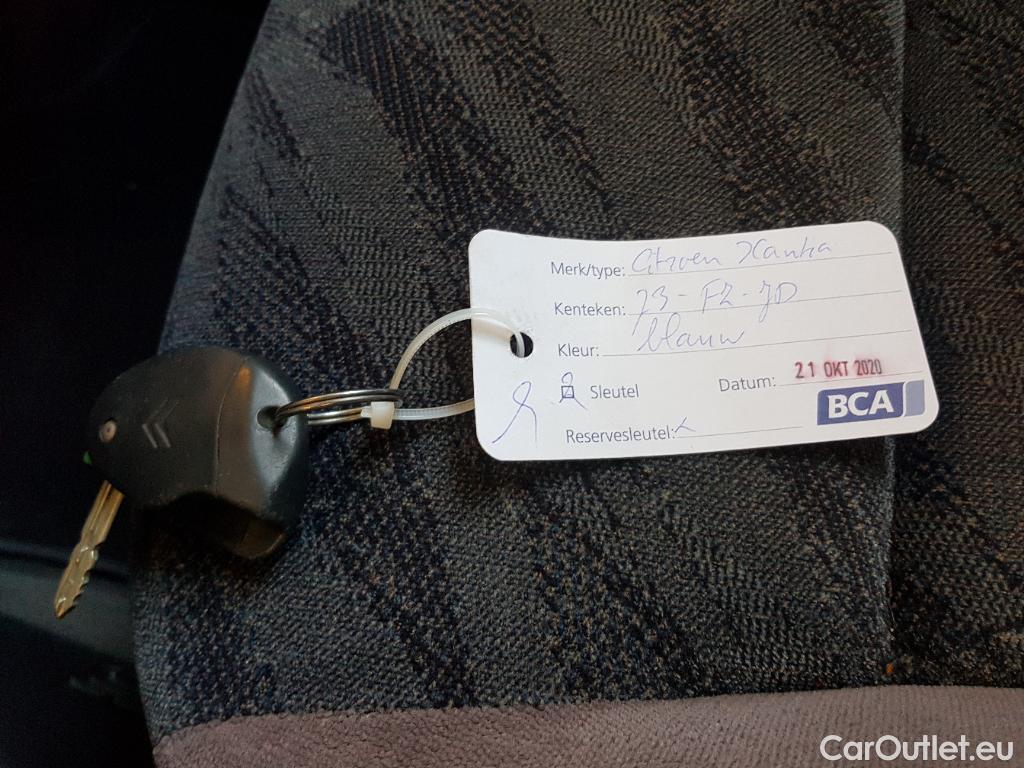 Merk/type: Citroen Xantia
Kenteken: 73-FZ-JD
Kleur: blauw
Sleutel
Datum: 21 OKT 2020
BCA
Reservesleutel:
CarOutlet.eu